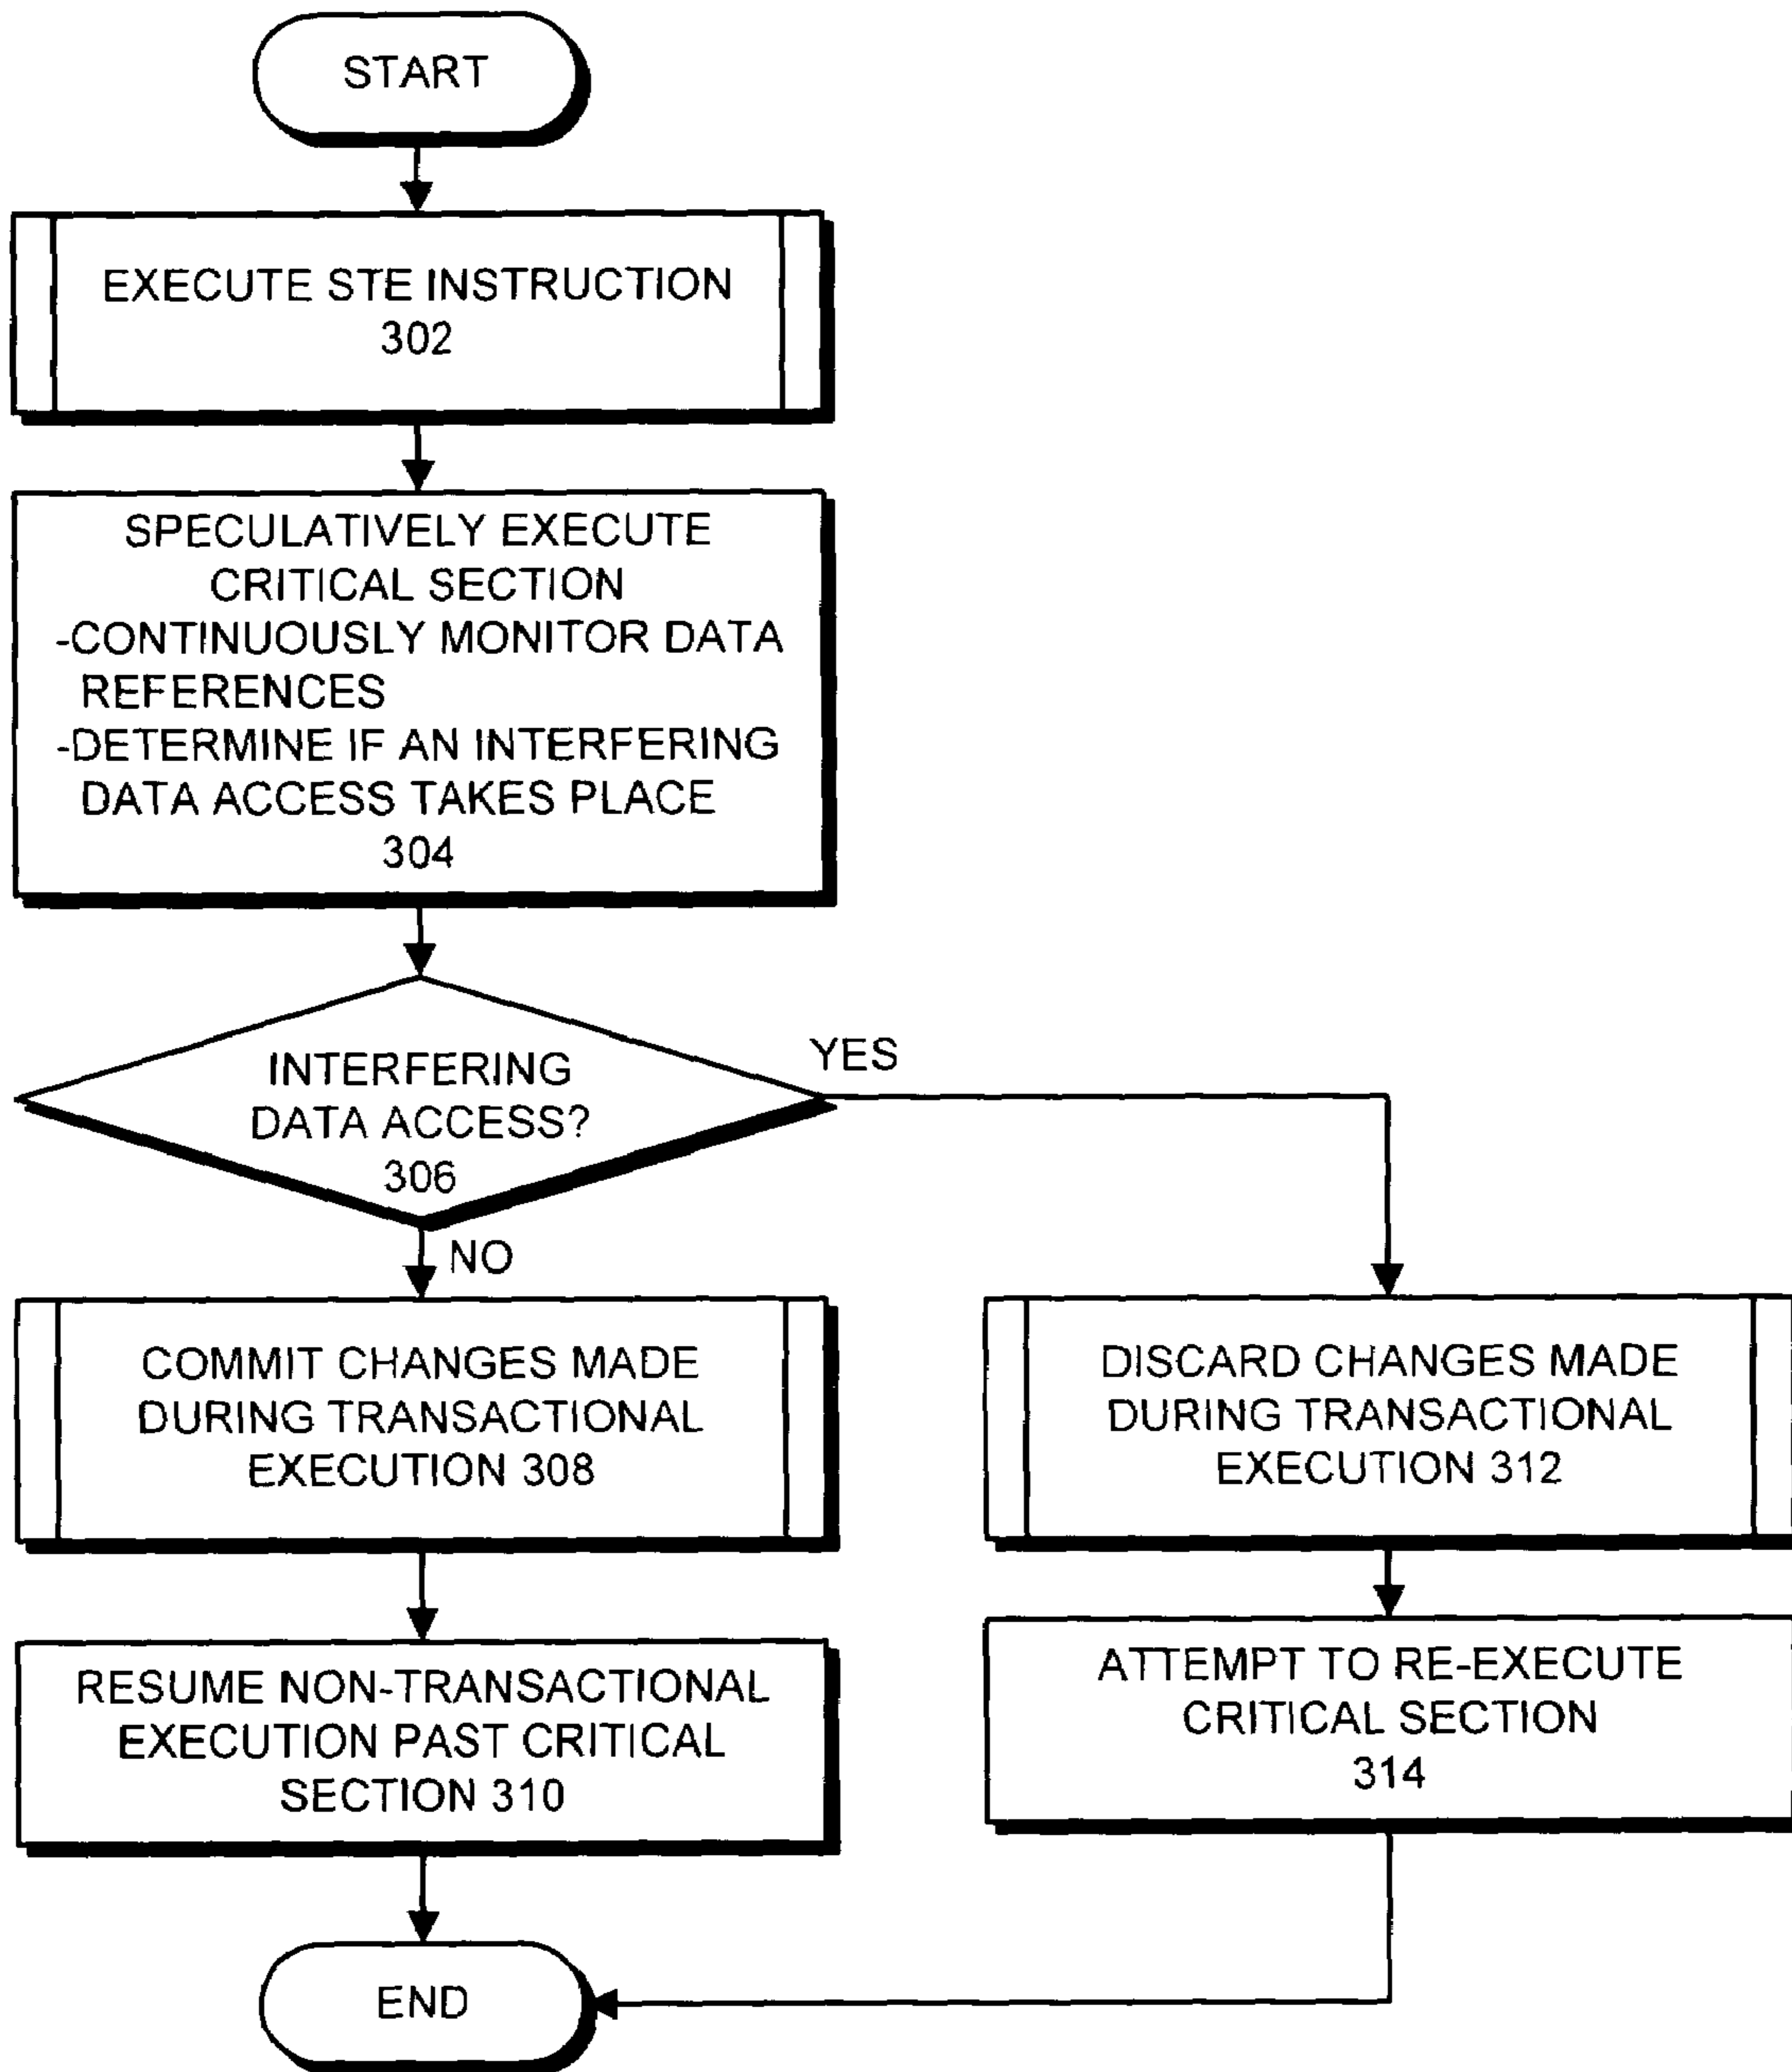 START
EXECUTE STE INSTRUCTION
302
SPECULATIVELY EXECUTE
CRITICAL SECTION
-CONTINUOUSLY MONITOR DATA
REFERENCES
-DETERMINE IF AN INTERFERING
DATA ACCESS TAKES PLACE
304
INTERFERING
DATA ACCESS?
306
YES
NO
COMMIT CHANGES MADE
DURING TRANSACTIONAL
EXECUTION 308
DISCARD CHANGES MADE
DURING TRANSACTIONAL
EXECUTION 312
RESUME NON-TRANSACTIONAL
EXECUTION PAST CRITICAL
SECTION 310
ATTEMPT TO RE-EXECUTE
CRITICAL SECTION
314
END